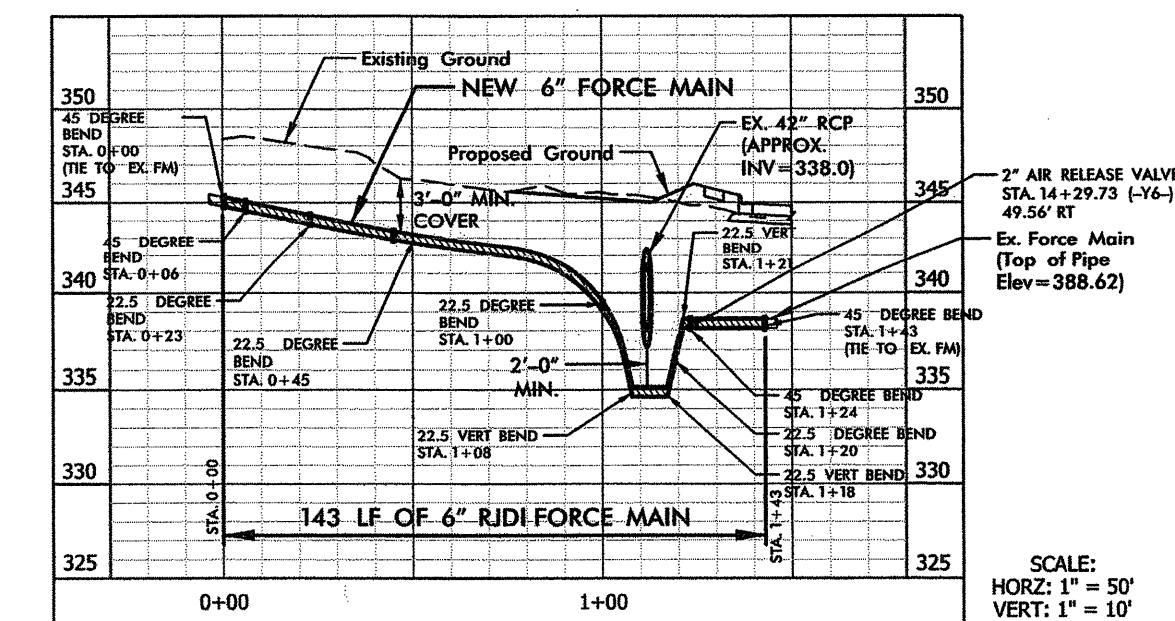 Existing Ground
NEW 6" FORCE MAIN
350
350
45 DEGREE
BEND
STA. 0+00
(TIE TO EX. FM)
EX. 42" RCP
(APPROX.
INV=338.0)
Proposed Ground
2" AIR RELEASE VALV
STA. 14+29.73 (-Y6-)
49.56' RT
345
345
3'-0" MIN.
COVER
45 DEGREE
BEND
STA. 0+06
22.5 VERT
BEND
STA. 1+21
Ex. Force Main
(Top of Pipe
Elev=388.62)
340
340
22.5 DEGREE
BEND
STA. 0+23
22.5 DEGREE
BEND
STA. 1+00
45 DEGREE BEND
STA. 1+43
(TIE TO EX. FM)
22.5 DEGREE
BEND
STA. 0+45
2'-0"
MIN.
335
335
45 DEGREE BEND
STA. 1+24
22.5 VERT BEND
STA. 1+08
22.5 DEGREE BEND
STA. 1+20
330
330
22.5 VERT BEND
STA. 1+18
STA. 0+00
143 LF OF 6" RJDI FORCE MAIN
STA. 1+43
325
325
SCALE:
HORZ: 1" = 50'
VERT: 1" = 10'
0+00
1+00